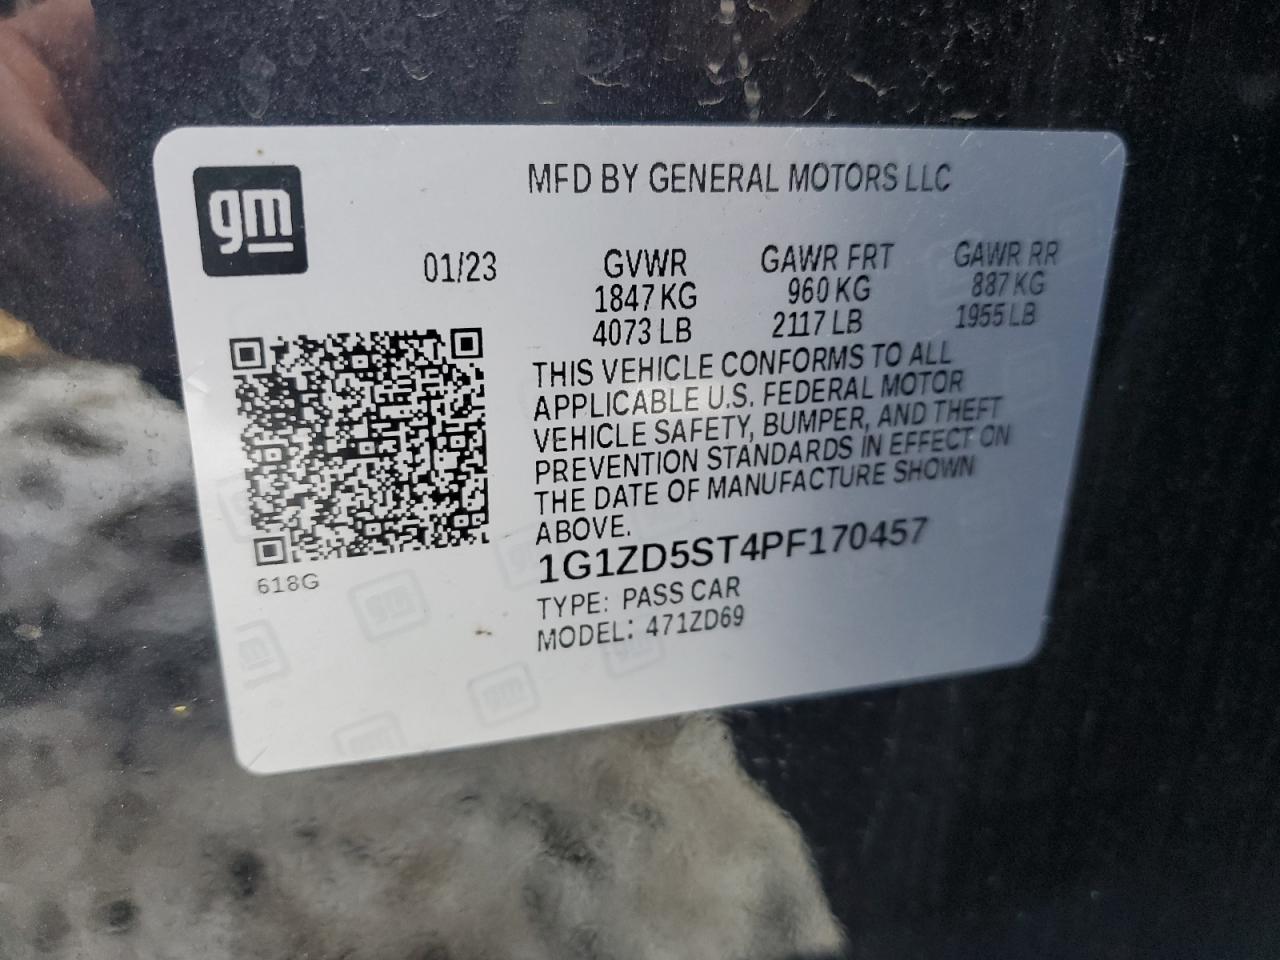 gm
MFD BY GENERAL MOTORS LLC
01/23 GVWR GAWR FRT GAWR RR
1847 KG 960 KG 887 KG
4073 LB 2117 LB 1955 LB
THIS VEHICLE CONFORMS TO ALL
APPLICABLE U.S. FEDERAL MOTOR
VEHICLE SAFETY, BUMPER, AND THEFT
PREVENTION STANDARDS IN EFFECT ON
THE DATE OF MANUFACTURE SHOWN
ABOVE.
1G1ZD5ST4PF170457
618G
TYPE: PASS CAR
MODEL: 471ZD69